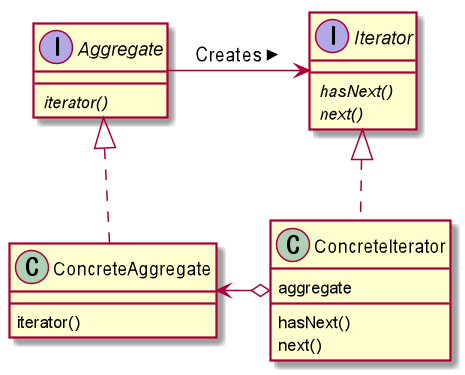 I Aggregate
iterator()
Creates ►
I Iterator
hasNext()
next()
C ConcreteAggregate
iterator()
C ConcreteIterator
aggregate
hasNext()
next()